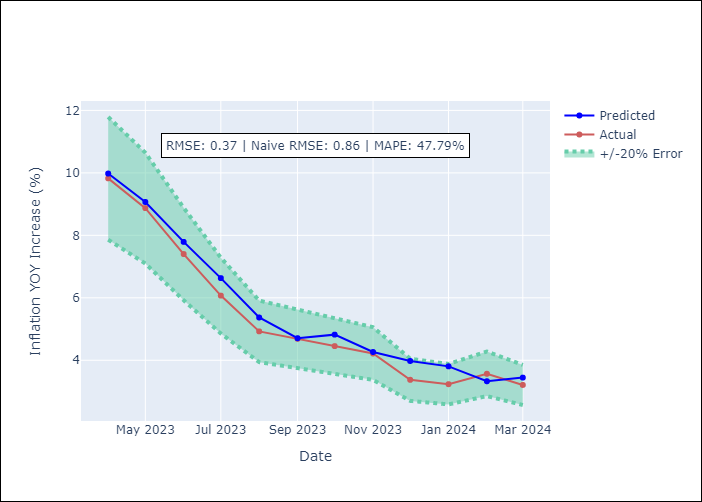 RMSE: 0.37 | Naive RMSE: 0.86 | MAPE: 47.79%
Predicted
Actual
+/-20% Error
Inflation YOY Increase (%)
12
10
8
6
4
May 2023
Jul 2023
Sep 2023
Nov 2023
Jan 2024
Mar 2024
Date